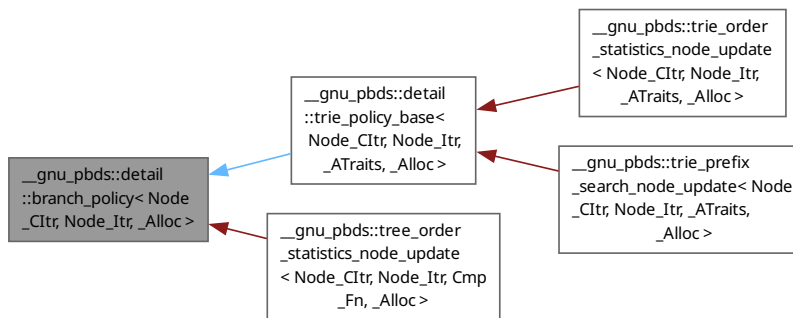 __gnu_pbds::detail
::branch_policy< Node
_CItr, Node_Itr, _Alloc >
__gnu_pbds::detail
::trie_policy_base<
Node_CItr, Node_Itr,
_ATraits, _Alloc >
__gnu_pbds::tree_order
_statistics_node_update
< Node_CItr, Node_Itr, Cmp
_Fn, _Alloc >
__gnu_pbds::trie_order
_statistics_node_update
< Node_CItr, Node_Itr,
_ATraits, _Alloc >
__gnu_pbds::trie_prefix
_search_node_update< Node
_CItr, Node_Itr, _ATraits,
_Alloc >